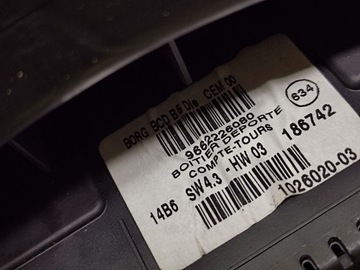 BORG BCO B5 Die CEM 00
9662226080
BOITIER DEPORTE
COMPTE-TOURS
634
14B6 SW4.3 - HW 03 186742
1026020-03